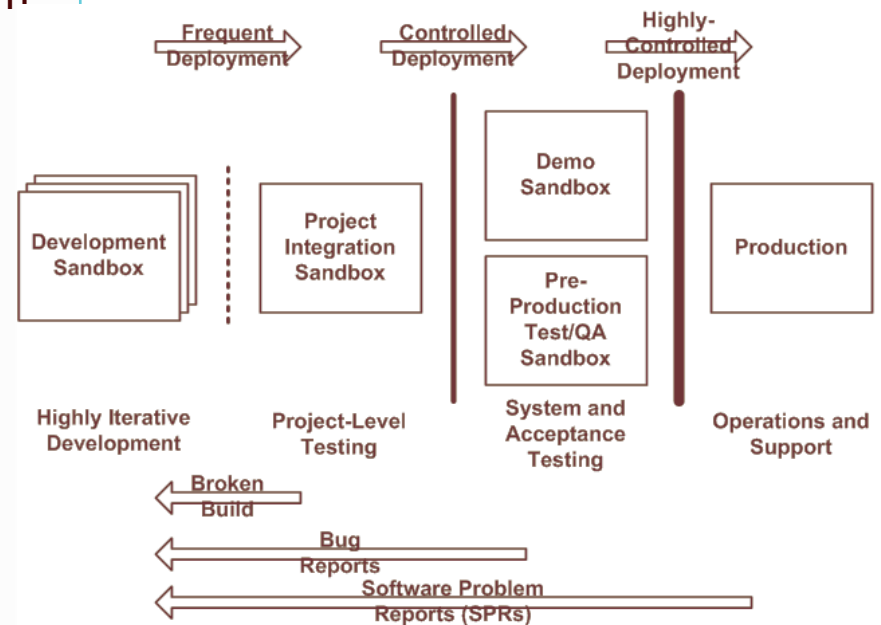 Frequent
Deployment
Controlled
Deployment
Highly-
Controlled
Deployment
Development
Sandbox
Project
Integration
Sandbox
Demo
Sandbox
Pre-
Production
Test/QA
Sandbox
Production
Highly Iterative
Development
Project-Level
Testing
System and
Acceptance
Testing
Operations and
Support
Broken
Build
Bug
Reports
Software Problem
Reports (SPRs)